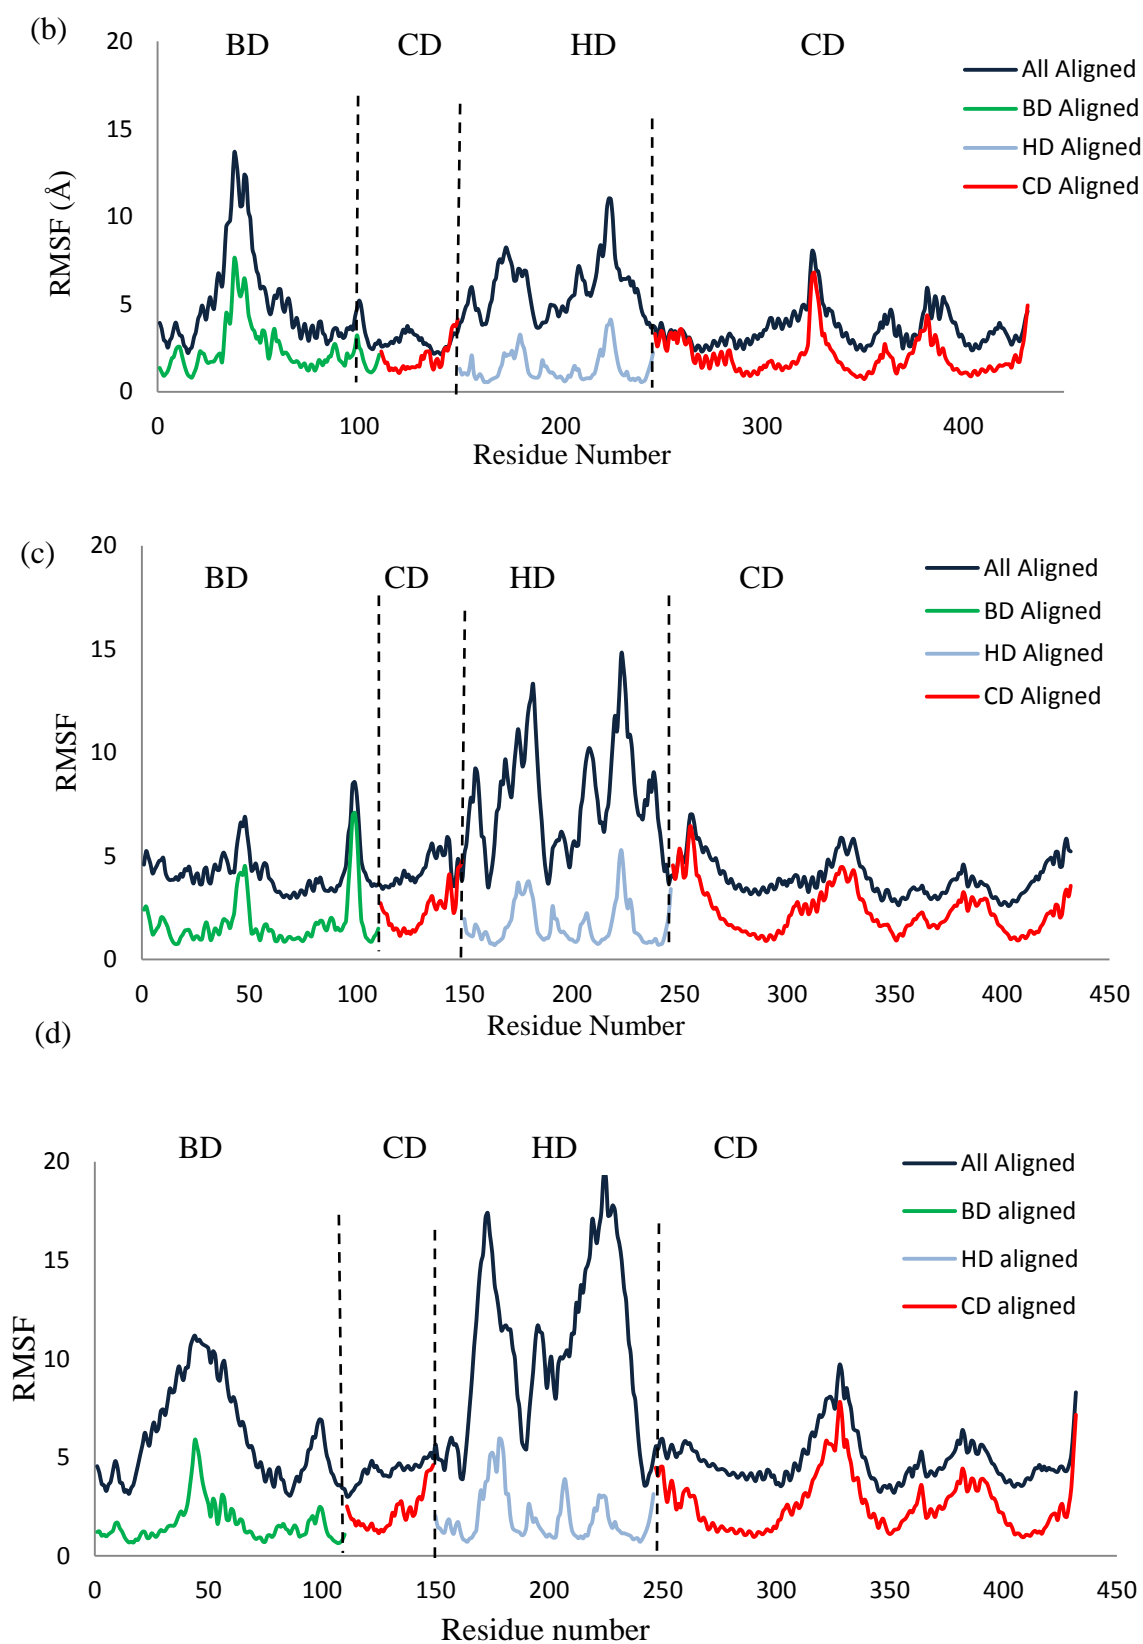 (b)
BD CD HD CD
20
15
10
5
0
RMSF (Å)
All Aligned
BD Aligned
HD Aligned
CD Aligned
0 100 200 300 400
Residue Number
(c)
BD CD HD CD
20
15
10
5
0
RMSF
All Aligned
BD Aligned
HD Aligned
CD Aligned
0 50 100 150 200 250 300 350 400 450
Residue Number
(d)
BD CD HD CD
20
15
10
5
0
RMSF
All Aligned
BD aligned
HD aligned
CD aligned
0 50 100 150 200 250 300 350 400 450
Residue number